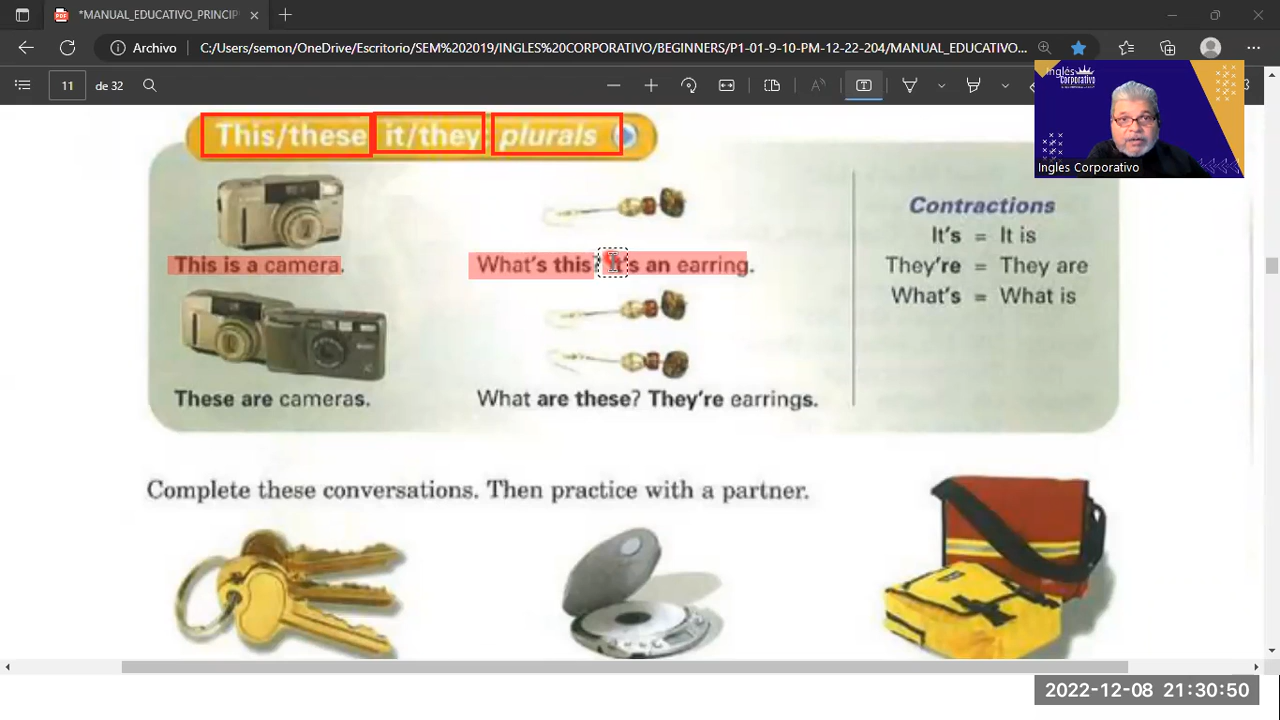 *MANUAL_EDUCATIVO_PRINCIP
Archivo
C:/Users/semon/OneDrive/Escritorio/SEM%202019/INGLES%20CORPORATIVO/BEGINNERS/P1-01-9-10-PM-12-22-204/MANUAL_EDUCATIVO...
11 de 32
Inglés Corporativo
Ingles Corporativo
This/these it/they plurals
This is a camera.
What's this? It's an earring.
These are cameras.
What are these? They're earrings.
Contractions
It's = It is
They're = They are
What's = What is
Complete these conversations. Then practice with a partner.
2022-12-08 21:30:50